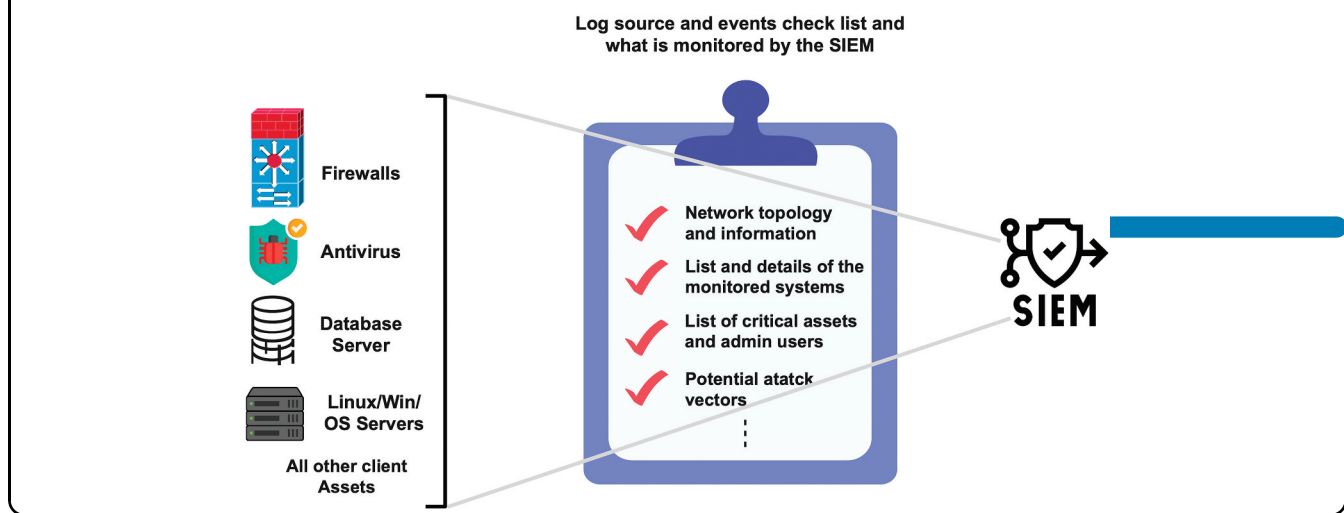 Log source and events check list and
what is monitored by the SIEM
Firewalls
Antivirus
Database
Server
Linux/Win/
OS Servers
All other client
Assets
Network topology
and information
List and details of the
monitored systems
List of critical assets
and admin users
Potential atatck
vectors
SIEM